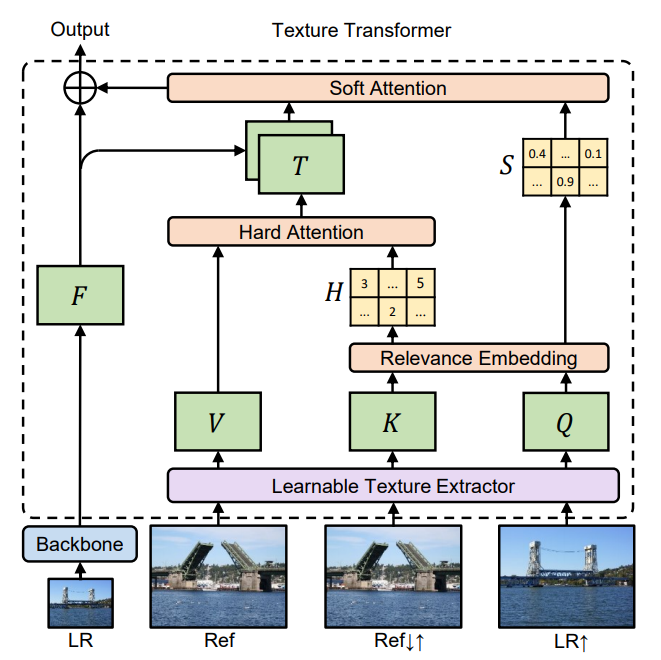 Output
Texture Transformer
Soft Attention
T
S
0.4 ... 0.1
... 0.9 ...
Hard Attention
F
H
3 ... 5
... 2 ...
Relevance Embedding
V
K
Q
Learnable Texture Extractor
Backbone
LR
Ref
Ref↓↑
LR↑